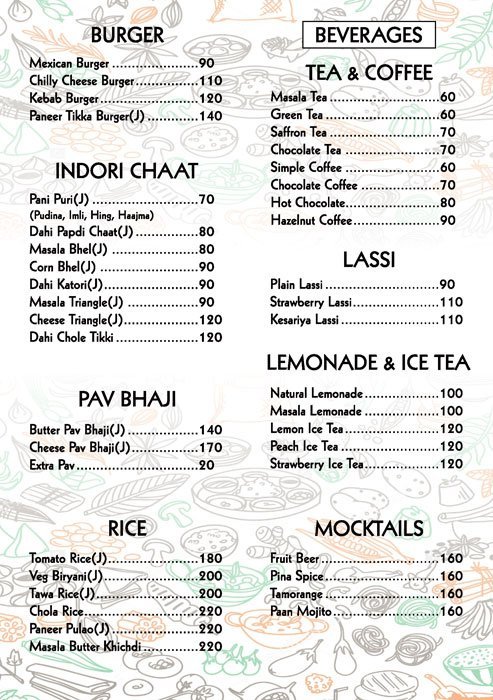 BURGER
Mexican Burger ....................90
Chilly Cheese Burger...............110
Kebab Burger.......................120
Paneer Tikka Burger(J) .............140
INDORI CHAAT
Pani Puri(J) ........................70
(Pudina, Imli, Hing, Haajma)
Dahi Papdi Chaat(J)................80
Masala Bhel(J) .....................80
Corn Bhel(J) .......................90
Dahi Katori(J)......................90
Masala Triangle(J) .................90
Cheese Triangle(J)..................120
Dahi Chole Tikki ...................120
PAV BHAJI
Butter Pav Bhaji(J) .................140
Cheese Pav Bhaji(J)................170
Extra Pav...........................20
RICE
Tomato Rice(J)......................180
Veg Biryani(J)......................200
Tawa Rice(J)........................200
Chola Rice..........................220
Paneer Pulao(J).....................220
Masala Butter Khichdi ..............220
BEVERAGES
TEA & COFFEE
Masala Tea ..........................60
Green Tea ...........................60
Saffron Tea .........................70
Chocolate Tea .......................70
Simple Coffee .......................60
Chocolate Coffee ...................70
Hot Chocolate.......................80
Hazelnut Coffee.....................90
LASSI
Plain Lassi ..........................90
Strawberry Lassi....................110
Kesariya Lassi ......................110
LEMONADE & ICE TEA
Natural Lemonade..................100
Masala Lemonade ..................100
Lemon Ice Tea......................120
Peach Ice Tea ......................120
Strawberry Ice Tea..................120
MOCKTAILS
Fruit Beer...........................160
Pina Spice...........................160
Tamorange..........................160
Paan Mojito.........................160